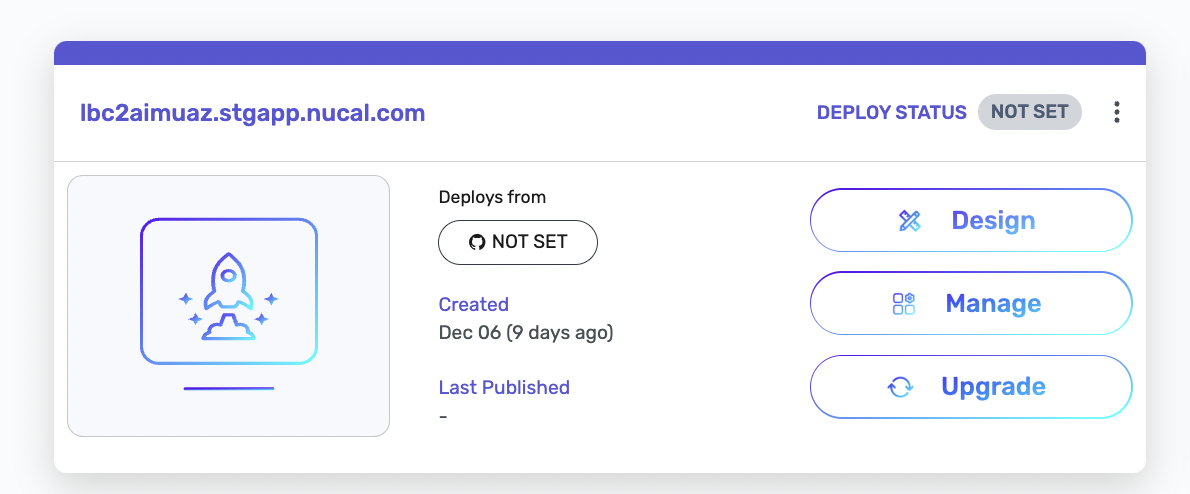 lbc2aimuaz.stgapp.nucal.com
DEPLOY STATUS NOT SET
Deploys from
NOT SET
Created
Dec 06 (9 days ago)
Last Published
-
Design
Manage
Upgrade